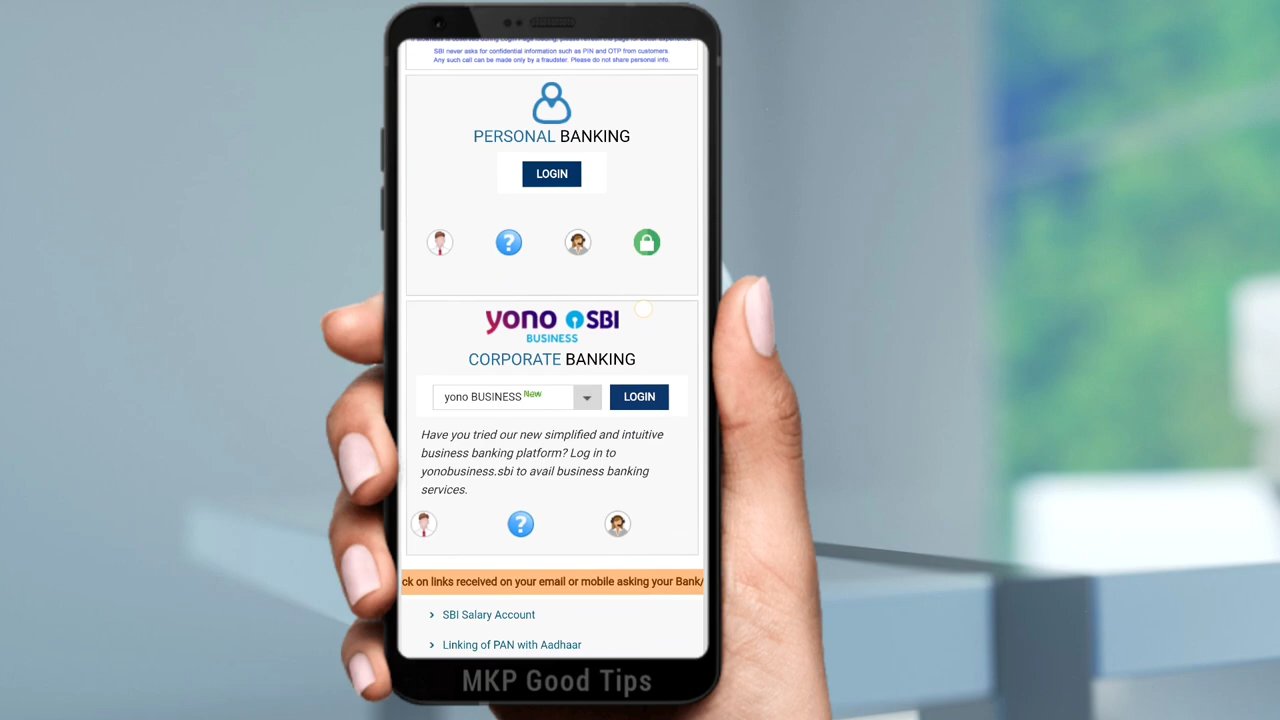 SBI never asks for confidential information such as PIN and OTP from customers.
Any such call can be made only by a fraudster. Please do not share personal info.
PERSONAL BANKING
LOGIN
?
yono SBI
BUSINESS
CORPORATE BANKING
yono BUSINESS New
LOGIN
Have you tried our new simplified and intuitive
business banking platform? Log in to
yonobusiness.sbi to avail business banking
services.
?
ck on links received on your email or mobile asking your Bank/
SBI Salary Account
Linking of PAN with Aadhaar
MKP Good Tips